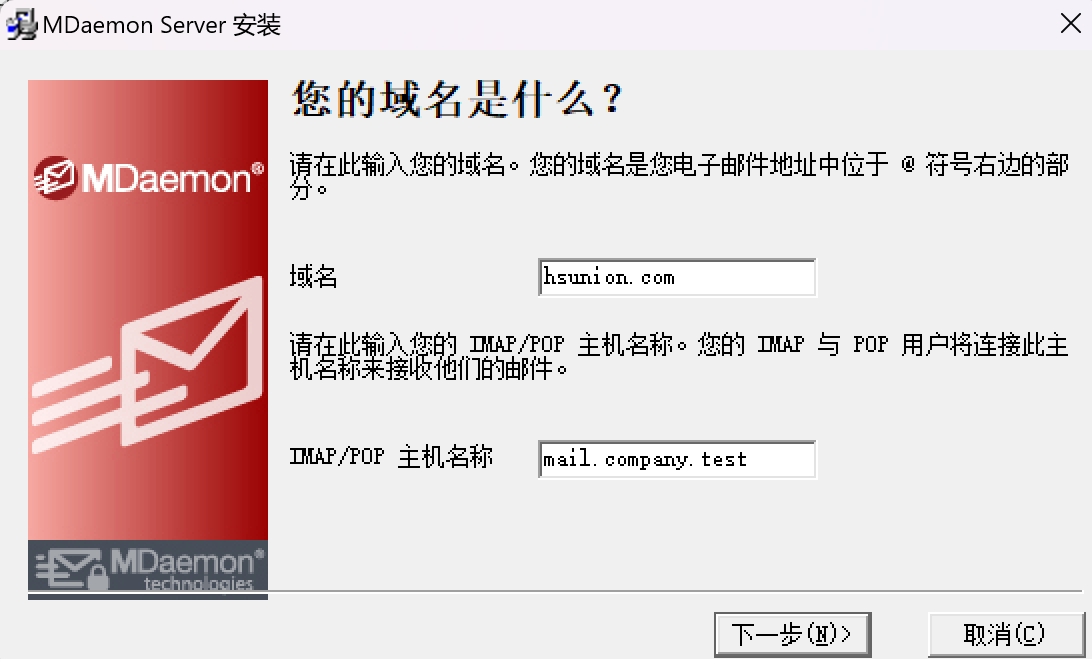 MDaemon Server 安装
MDaemon®
您的域名是什么？
请在此输入您的域名。您的域名是您电子邮件地址中位于 @ 符号右边的部
分。
域名
hsunion.com
请在此输入您的 IMAP/POP 主机名称。您的 IMAP 与 POP 用户将连接此主
机名称来接收他们的邮件。
IMAP/POP 主机名称
mail.company.test
MDaemon®
technologies
下一步(N)>
取消(C)